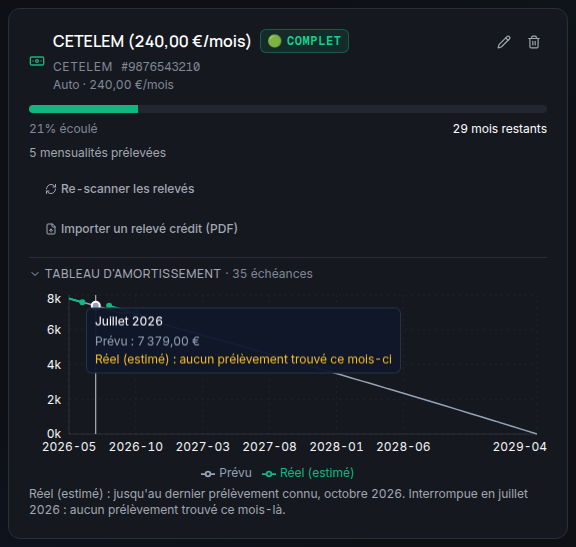 CETELEM (240,00 €/mois) COMPLET
CETELEM #9876543210
Auto · 240,00 €/mois
21% écoulé 29 mois restants
5 mensualités prélevées
Re-scanner les relevés
Importer un relevé crédit (PDF)
TABLEAU D'AMORTISSEMENT · 35 échéances
8k
Juillet 2026
6k
Prévu : 7 379,00 €
Réel (estimé) : aucun prélèvement trouvé ce mois-ci
4k
2k
0k
2026-05 2026-10 2027-03 2027-08 2028-01 2028-06 2029-04
Prévu Réel (estimé)
Réel (estimé) : jusqu'au dernier prélèvement connu, octobre 2026. Interrompue en juillet
2026 : aucun prélèvement trouvé ce mois-là.